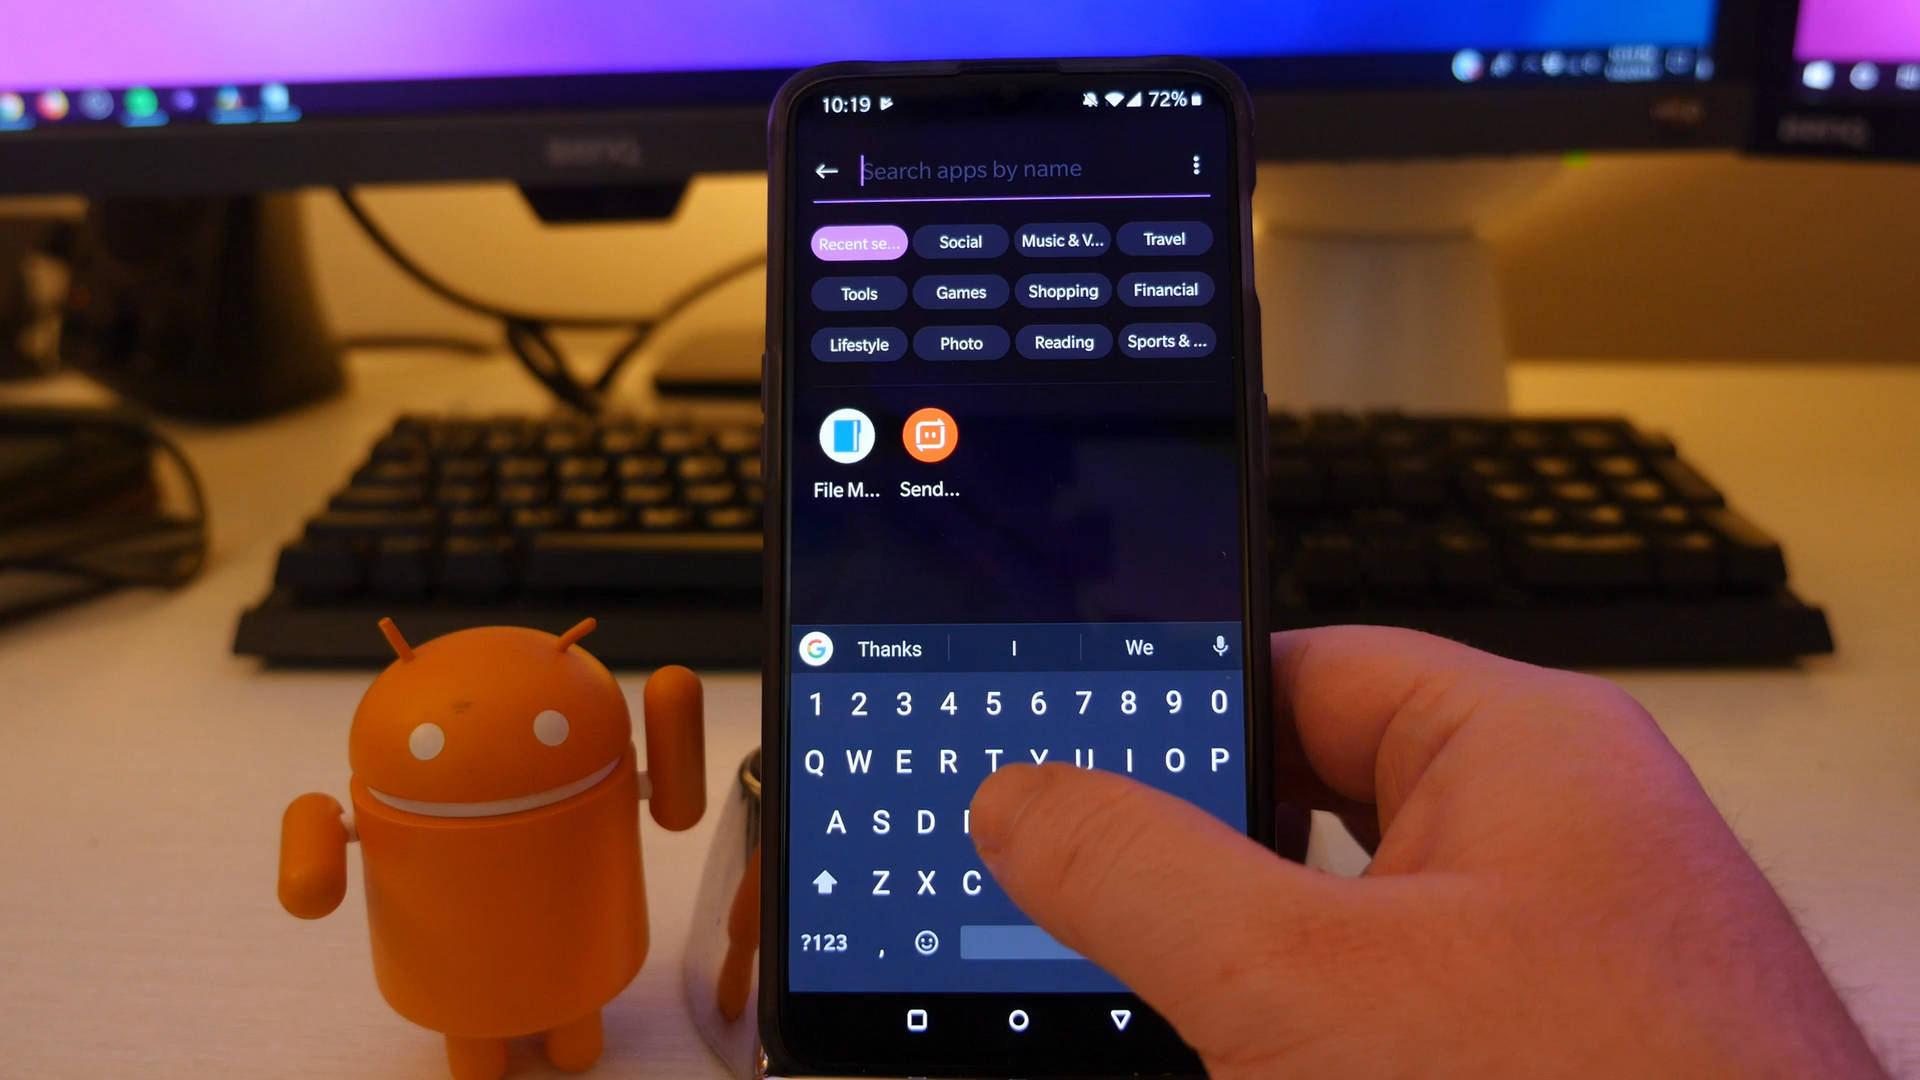 10:19 72%
Search apps by name
Recent se... Social Music & V... Travel
Tools Games Shopping Financial
Lifestyle Photo Reading Sports & ...
File M... Send...
G Thanks I We
1 2 3 4 5 6 7 8 9 0
Q W E R T Y U I O P
A S D
Z X C
?123 ,
BenQ